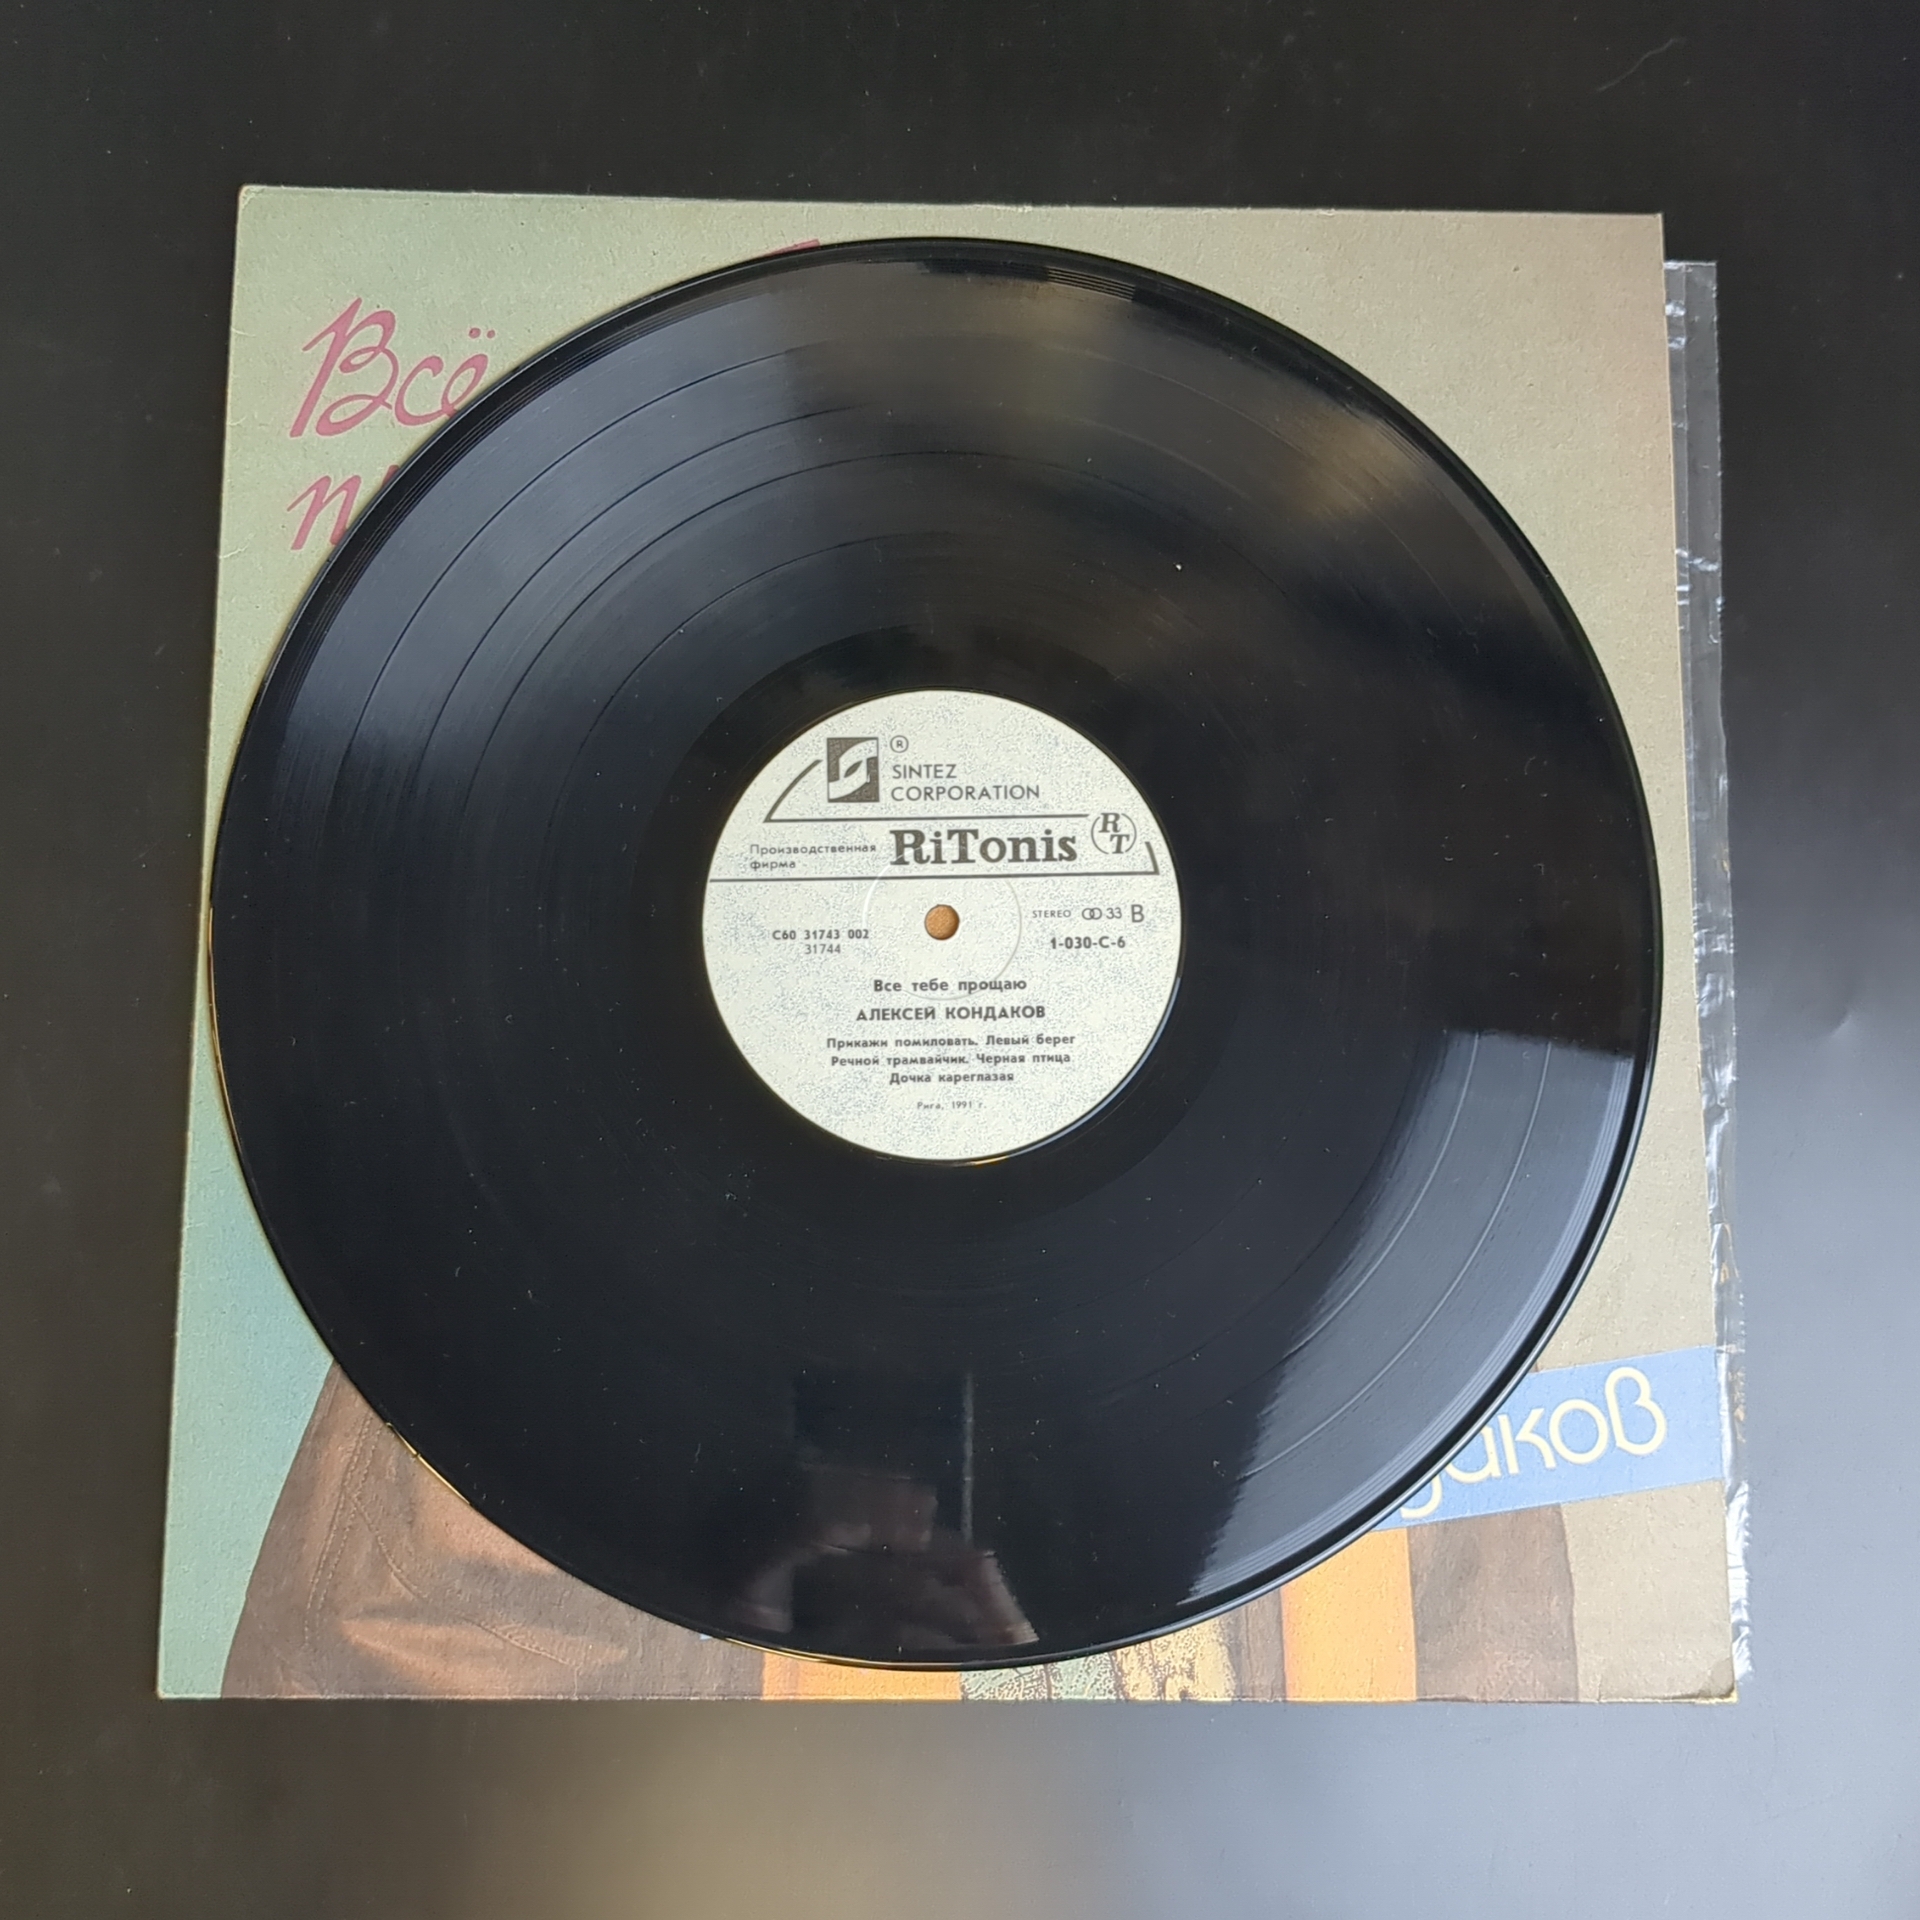 Всё
®
SINTEZ
CORPORATION
Производственная
фирма
RiTonis
RT
STEREO 33 B
С60 31743 002
31744
1-030-С-6
Все тебе прощаю
АЛЕКСЕЙ КОНДАКОВ
Прикажи помиловать. Левый берег
Речной трамвайчик. Черная птица
Дочка кареглазая
Рига, 1991 г.